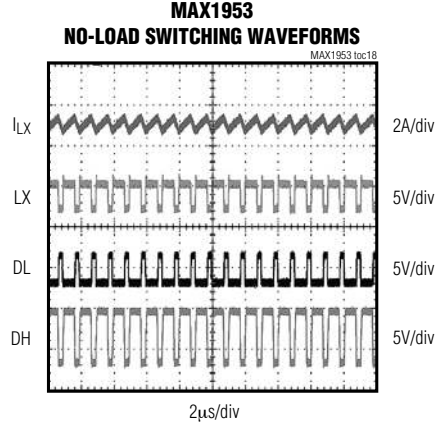 MAX1953
NO-LOAD SWITCHING WAVEFORMS
MAX1953 toc18
ILX 2A/div
LX 5V/div
DL 5V/div
DH 5V/div
2μs/div